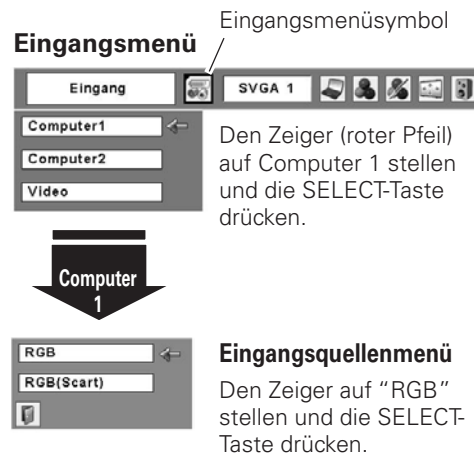 Eingangsmenüsymbol
Eingangsmenü
Eingang
SVGA 1
Computer1
Computer2
Video
Den Zeiger (roter Pfeil)
auf Computer 1 stellen
und die SELECT-Taste
drücken.
Computer
1
RGB
RGB(Scart)
Eingangsquellenmenü
Den Zeiger auf “RGB”
stellen und die SELECT-
Taste drücken.